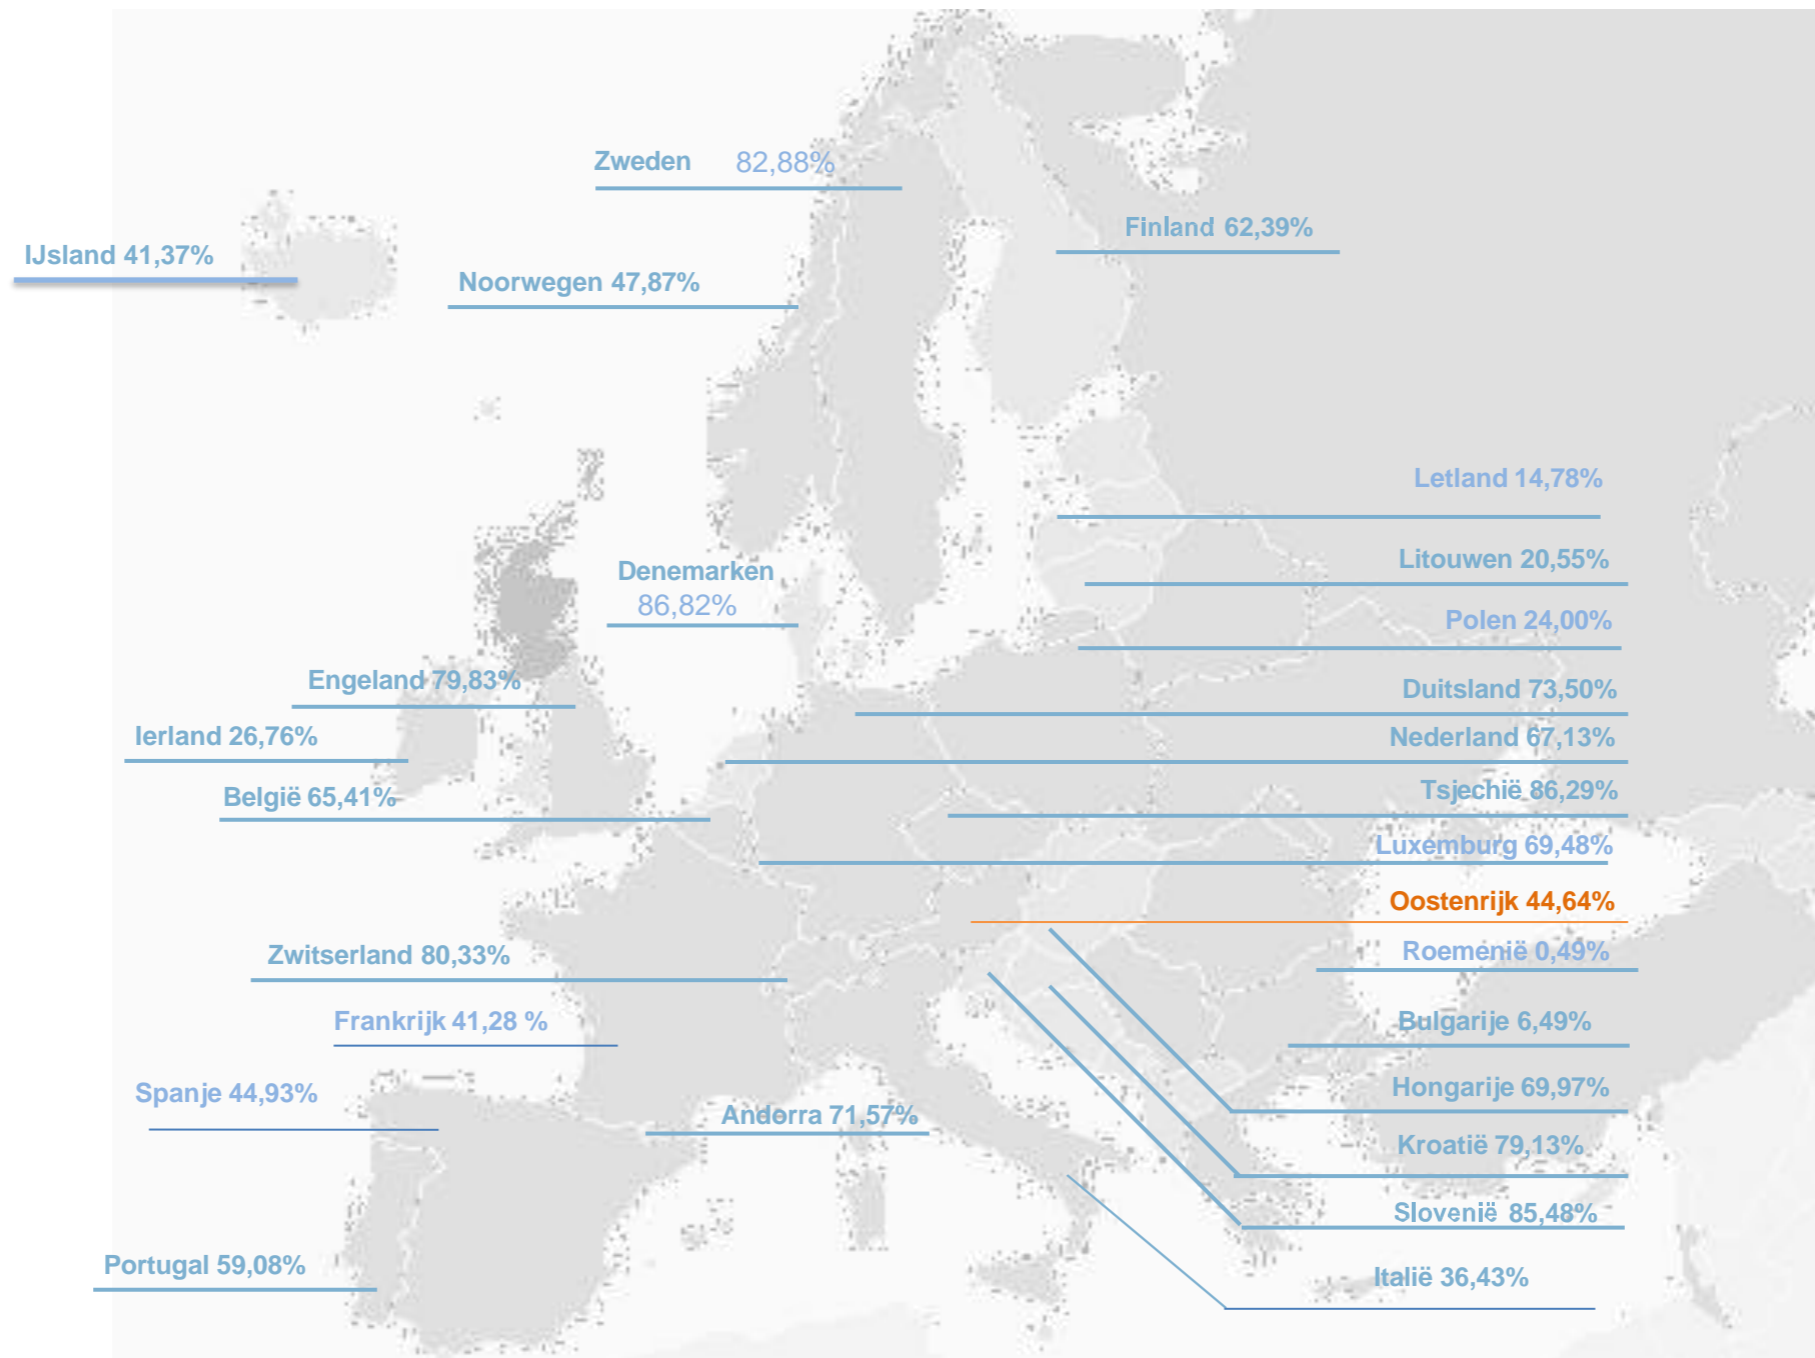 Zweden 82,88%
Finland 62,39%
IJsland 41,37%
Noorwegen 47,87%
Letland 14,78%
Litouwen 20,55%
Denemarken
86,82%
Polen 24,00%
Engeland 79,83%
Duitsland 73,50%
Ierland 26,76%
Nederland 67,13%
België 65,41%
Tsjechië 86,29%
Luxemburg 69,48%
Oostenrijk 44,64%
Zwitserland 80,33%
Roemenië 0,49%
Frankrijk 41,28 %
Bulgarije 6,49%
Spanje 44,93%
Hongarije 69,97%
Andorra 71,57%
Kroatië 79,13%
Slovenië 85,48%
Portugal 59,08%
Italië 36,43%